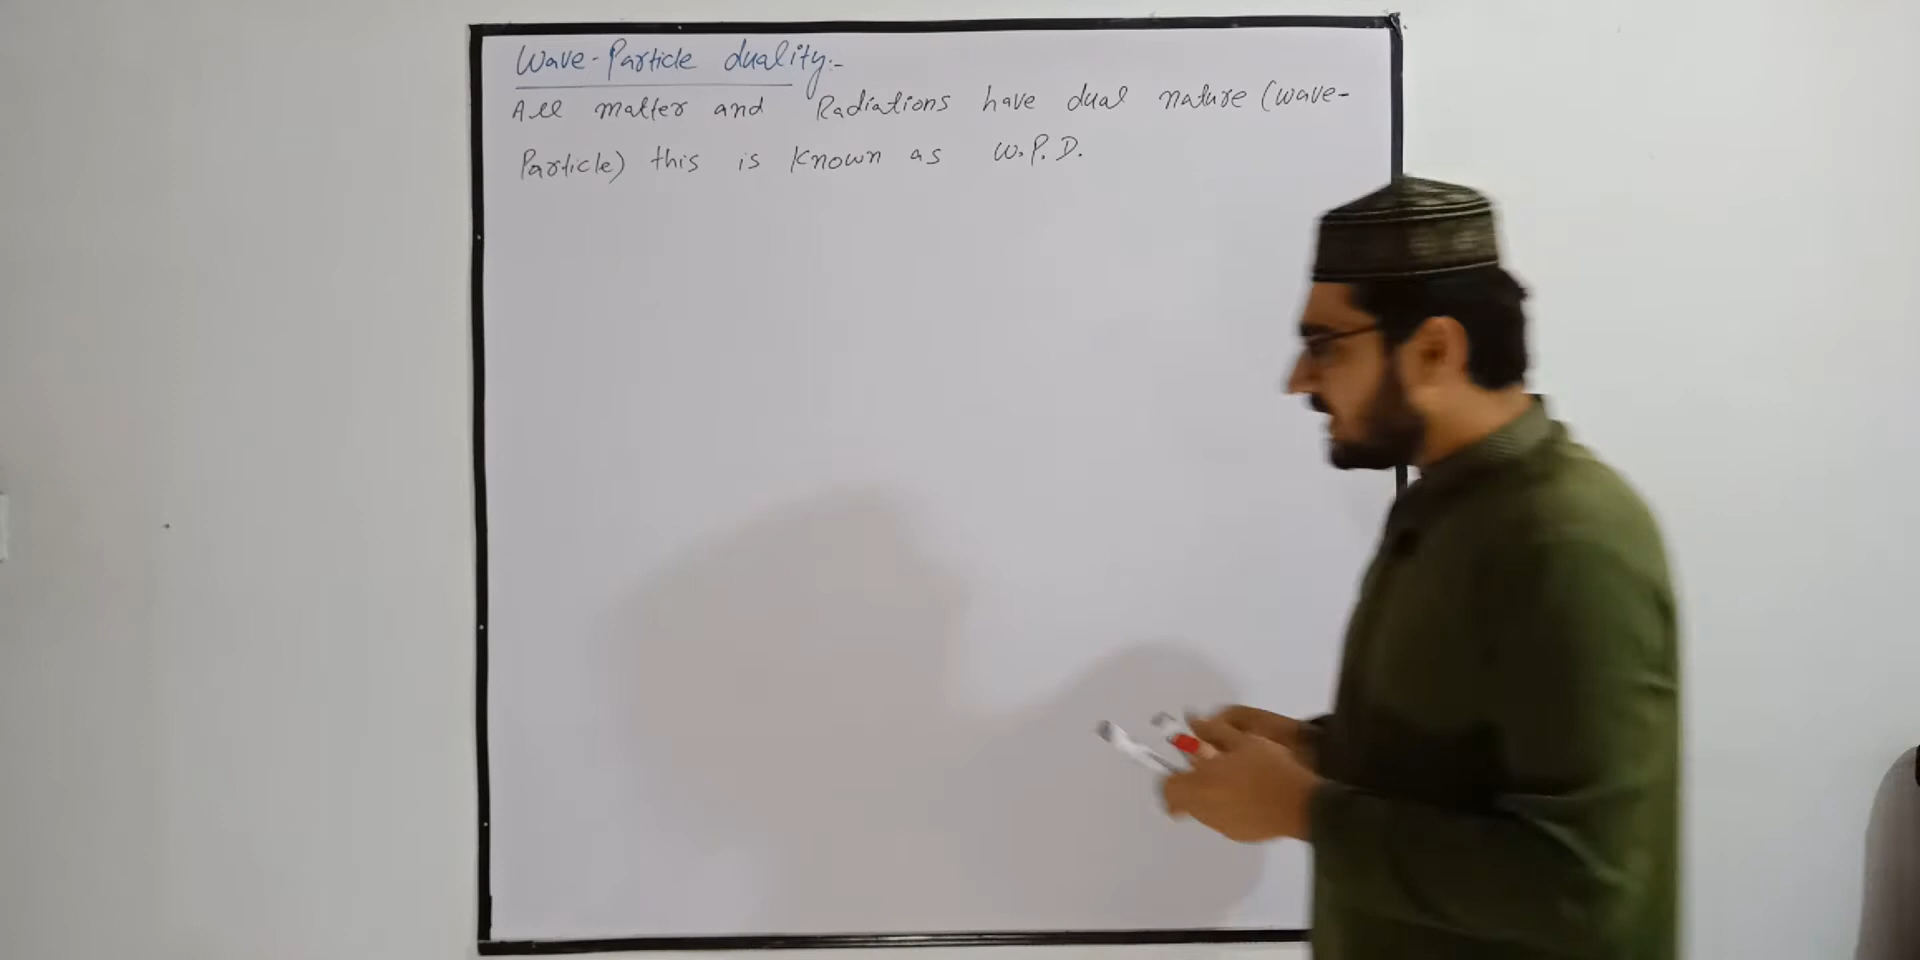 Wave-Particle duality:-
All matter and Radiations have dual nature (wave-
Particle) this is known as W.P.D.